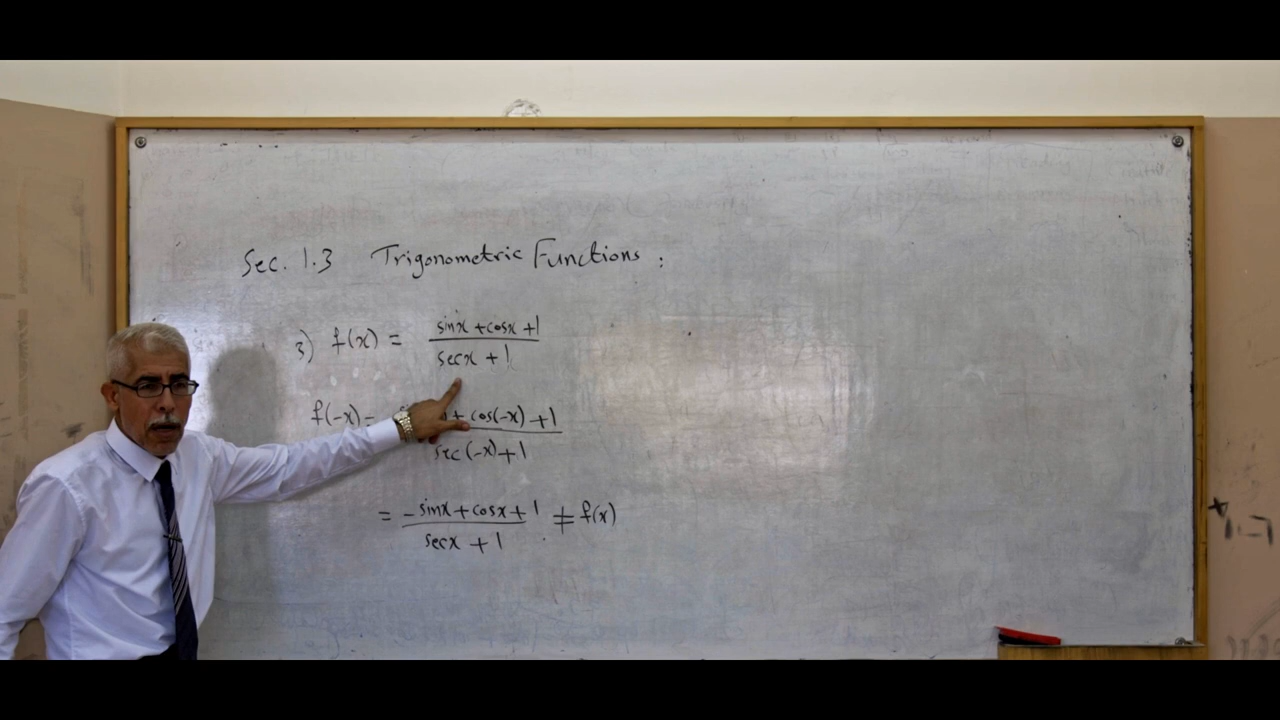 Sec. 1.3 Trigonometric Functions :
3) f(x) = sinx + cosx + 1
secx + 1
f(-x) = + cos(-x) + 1
sec(-x) + 1
= -sinx + cosx + 1 ≠ f(x)
secx + 1